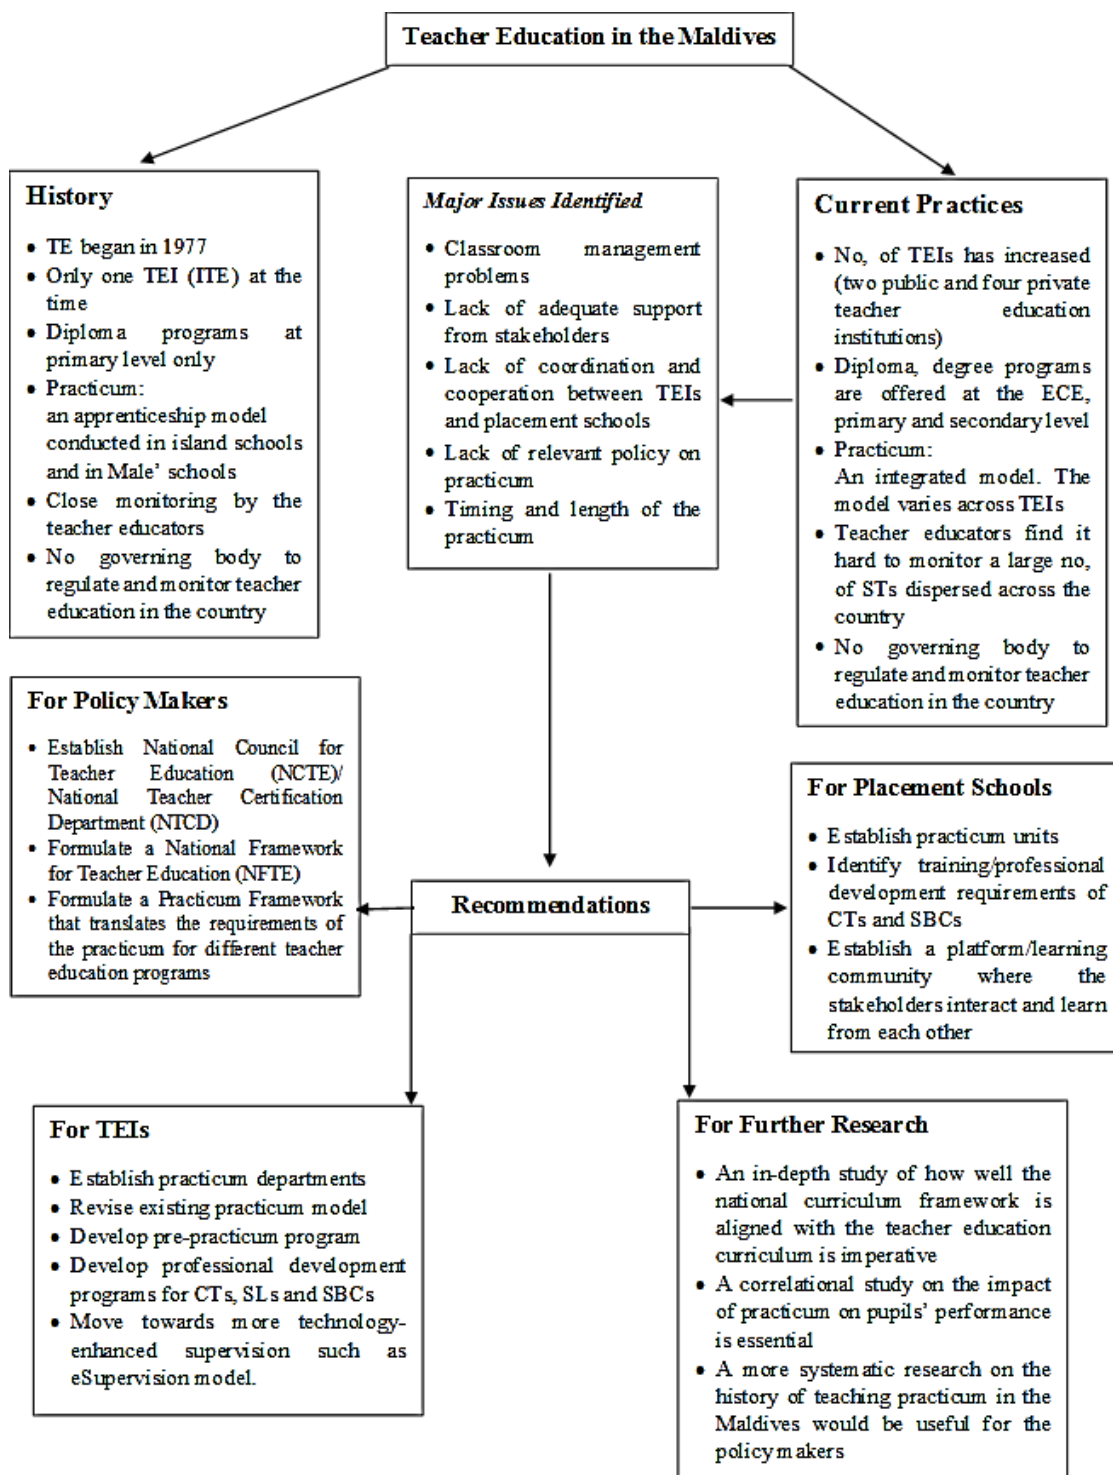 Teacher Education in the Maldives
History
• TE began in 1977
• Only one TEI (ITE) at the
time
• Diploma programs at
primary level only
• Practicum:
an apprenticeship model
conducted in island schools
and in Male’ schools
• Close monitoring by the
teacher educators
• No governing body to
regulate and monitor teacher
education in the country
Major Issues Identified
• Classroom management
problems
• Lack of adequate support
from stakeholders
• Lack of coordination and
cooperation between TEIs
and placement schools
• Lack of relevant policy on
practicum
• Timing and length of the
practicum
Current Practices
• No, of TEIs has increased
(two public and four private
teacher education
institutions)
• Diploma, degree programs
are offered at the ECE,
primary and secondary level
• Practicum:
An integrated model. The
model varies across TEIs
• Teacher educators find it
hard to monitor a large no,
of STs dispersed across the
country
• No governing body to
regulate and monitor teacher
education in the country
For Policy Makers
• Establish National Council for
Teacher Education (NCTE)/
National Teacher Certification
Department (NTCD)
• Formulate a National Framework
for Teacher Education (NFTE)
• Formulate a Practicum Framework
that translates the requirements of
the practicum for different teacher
education programs
Recommendations
For Placement Schools
• Establish practicum units
• Identify training/professional
development requirements of
CTs and SBCs
• Establish a platform/learning
community where the
stakeholders interact and learn
from each other
For TEIs
• Establish practicum departments
• Revise existing practicum model
• Develop pre-practicum program
• Develop professional development
programs for CTs, SLs and SBCs
• Move towards more technology-
enhanced supervision such as
eSupervision model.
For Further Research
• An in-depth study of how well the
national curriculum framework is
aligned with the teacher education
curriculum is imperative
• A correlational study on the impact
of practicum on pupils’ performance
is essential
• A more systematic research on the
history of teaching practicum in the
Maldives would be useful for the
policy makers